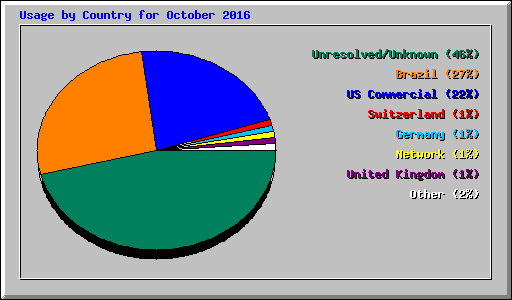 Usage by Country for October 2016
Unresolved/Unknown (46%)
Brazil (27%)
US Commercial (22%)
Switzerland (1%)
Germany (1%)
Network (1%)
United Kingdom (1%)
Other (2%)